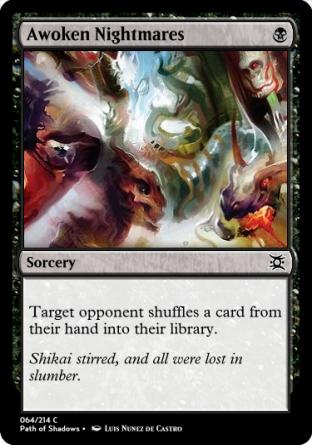 Awoken Nightmares
Sorcery
Target opponent shuffles a card from
their hand into their library.
Shikai stirred, and all were lost in
slumber.
064/214 C
Path of Shadows • Luis Nunez de Castro